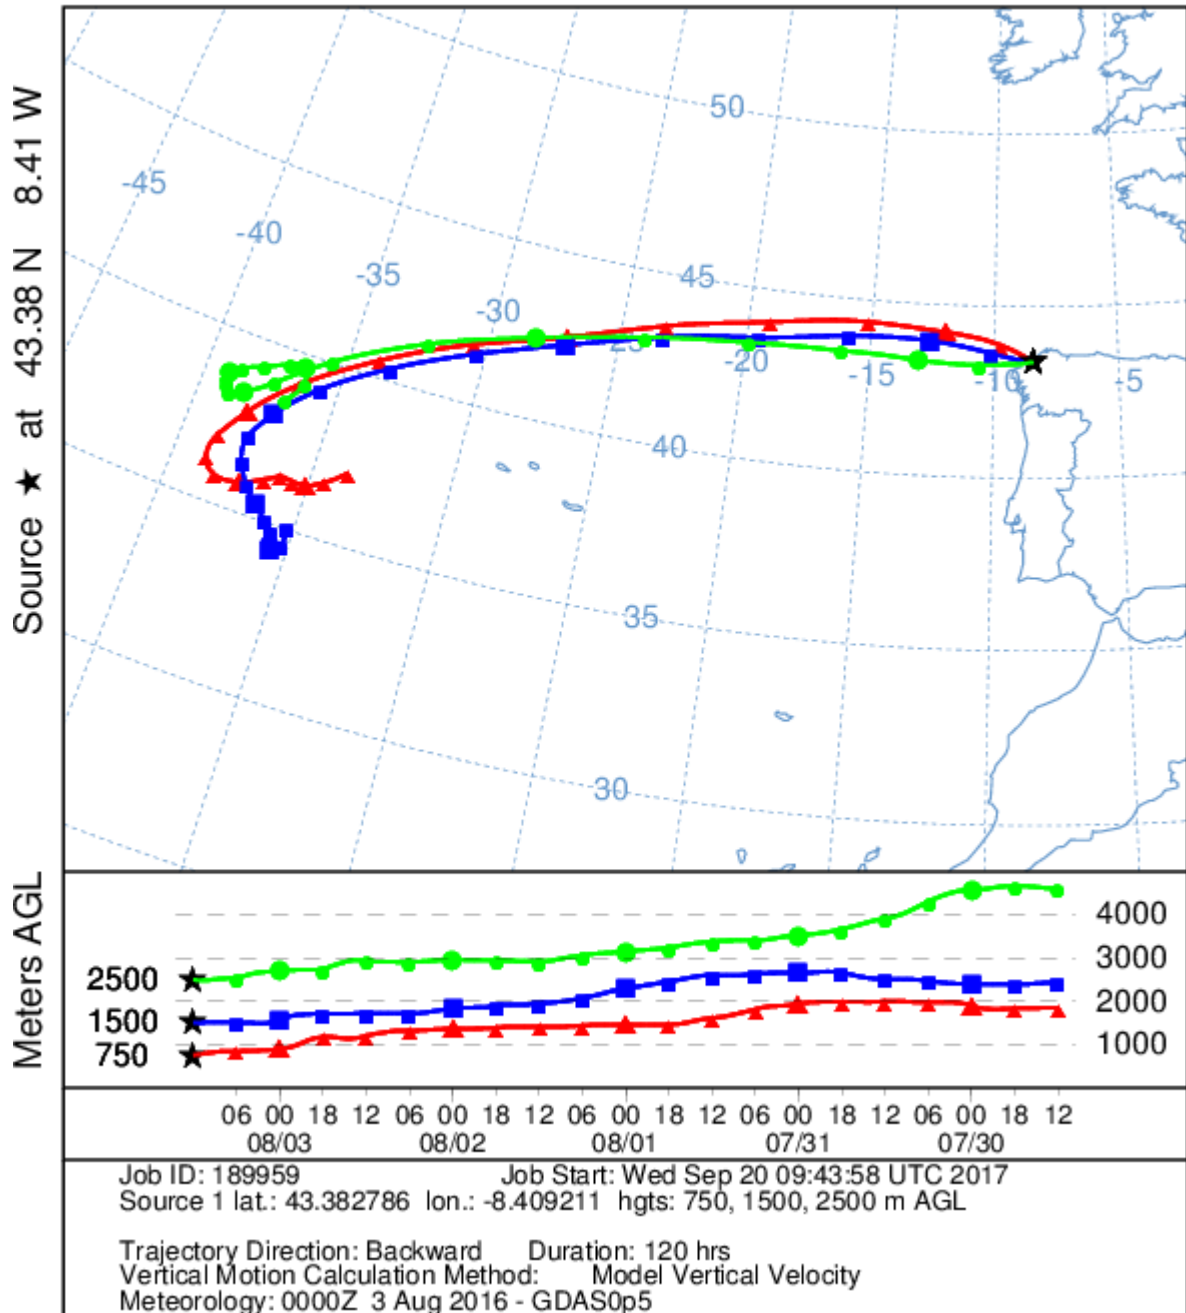 Source ★ at 43.38 N 8.41 W
50
-45
-40
-35
45
-30
-25
-20
-15
-10
-5
40
35
30
Meters AGL
2500
1500
750
4000
3000
2000
1000
06 00 18 12 06 00 18 12 06 00 18 12 06 00 18 12 06 00 18 12
08/03 08/02 08/01 07/31 07/30
Job ID: 189959 Job Start: Wed Sep 20 09:43:58 UTC 2017
Source 1 lat.: 43.382786 lon.: -8.409211 hgts: 750, 1500, 2500 m AGL
Trajectory Direction: Backward Duration: 120 hrs
Vertical Motion Calculation Method: Model Vertical Velocity
Meteorology: 0000Z 3 Aug 2016 - GDAS0p5